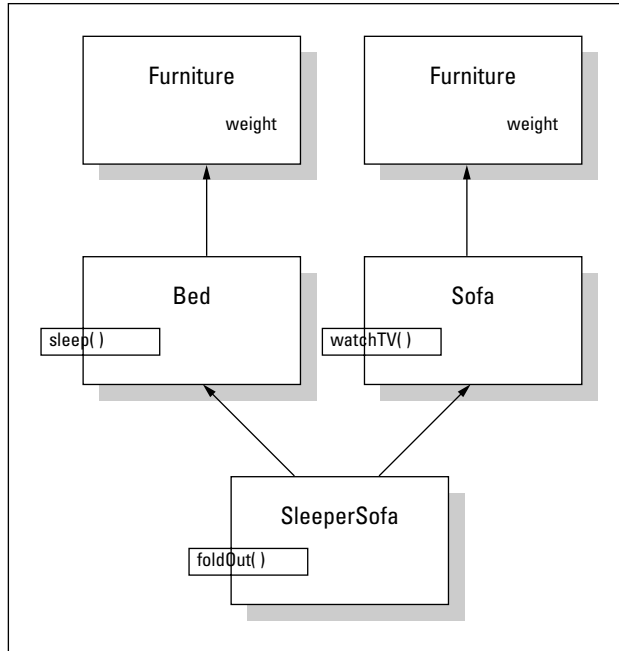 Furniture
Furniture
weight
weight
Bed
Sofa
sleep( )
watchTV( )
SleeperSofa
foldOut( )